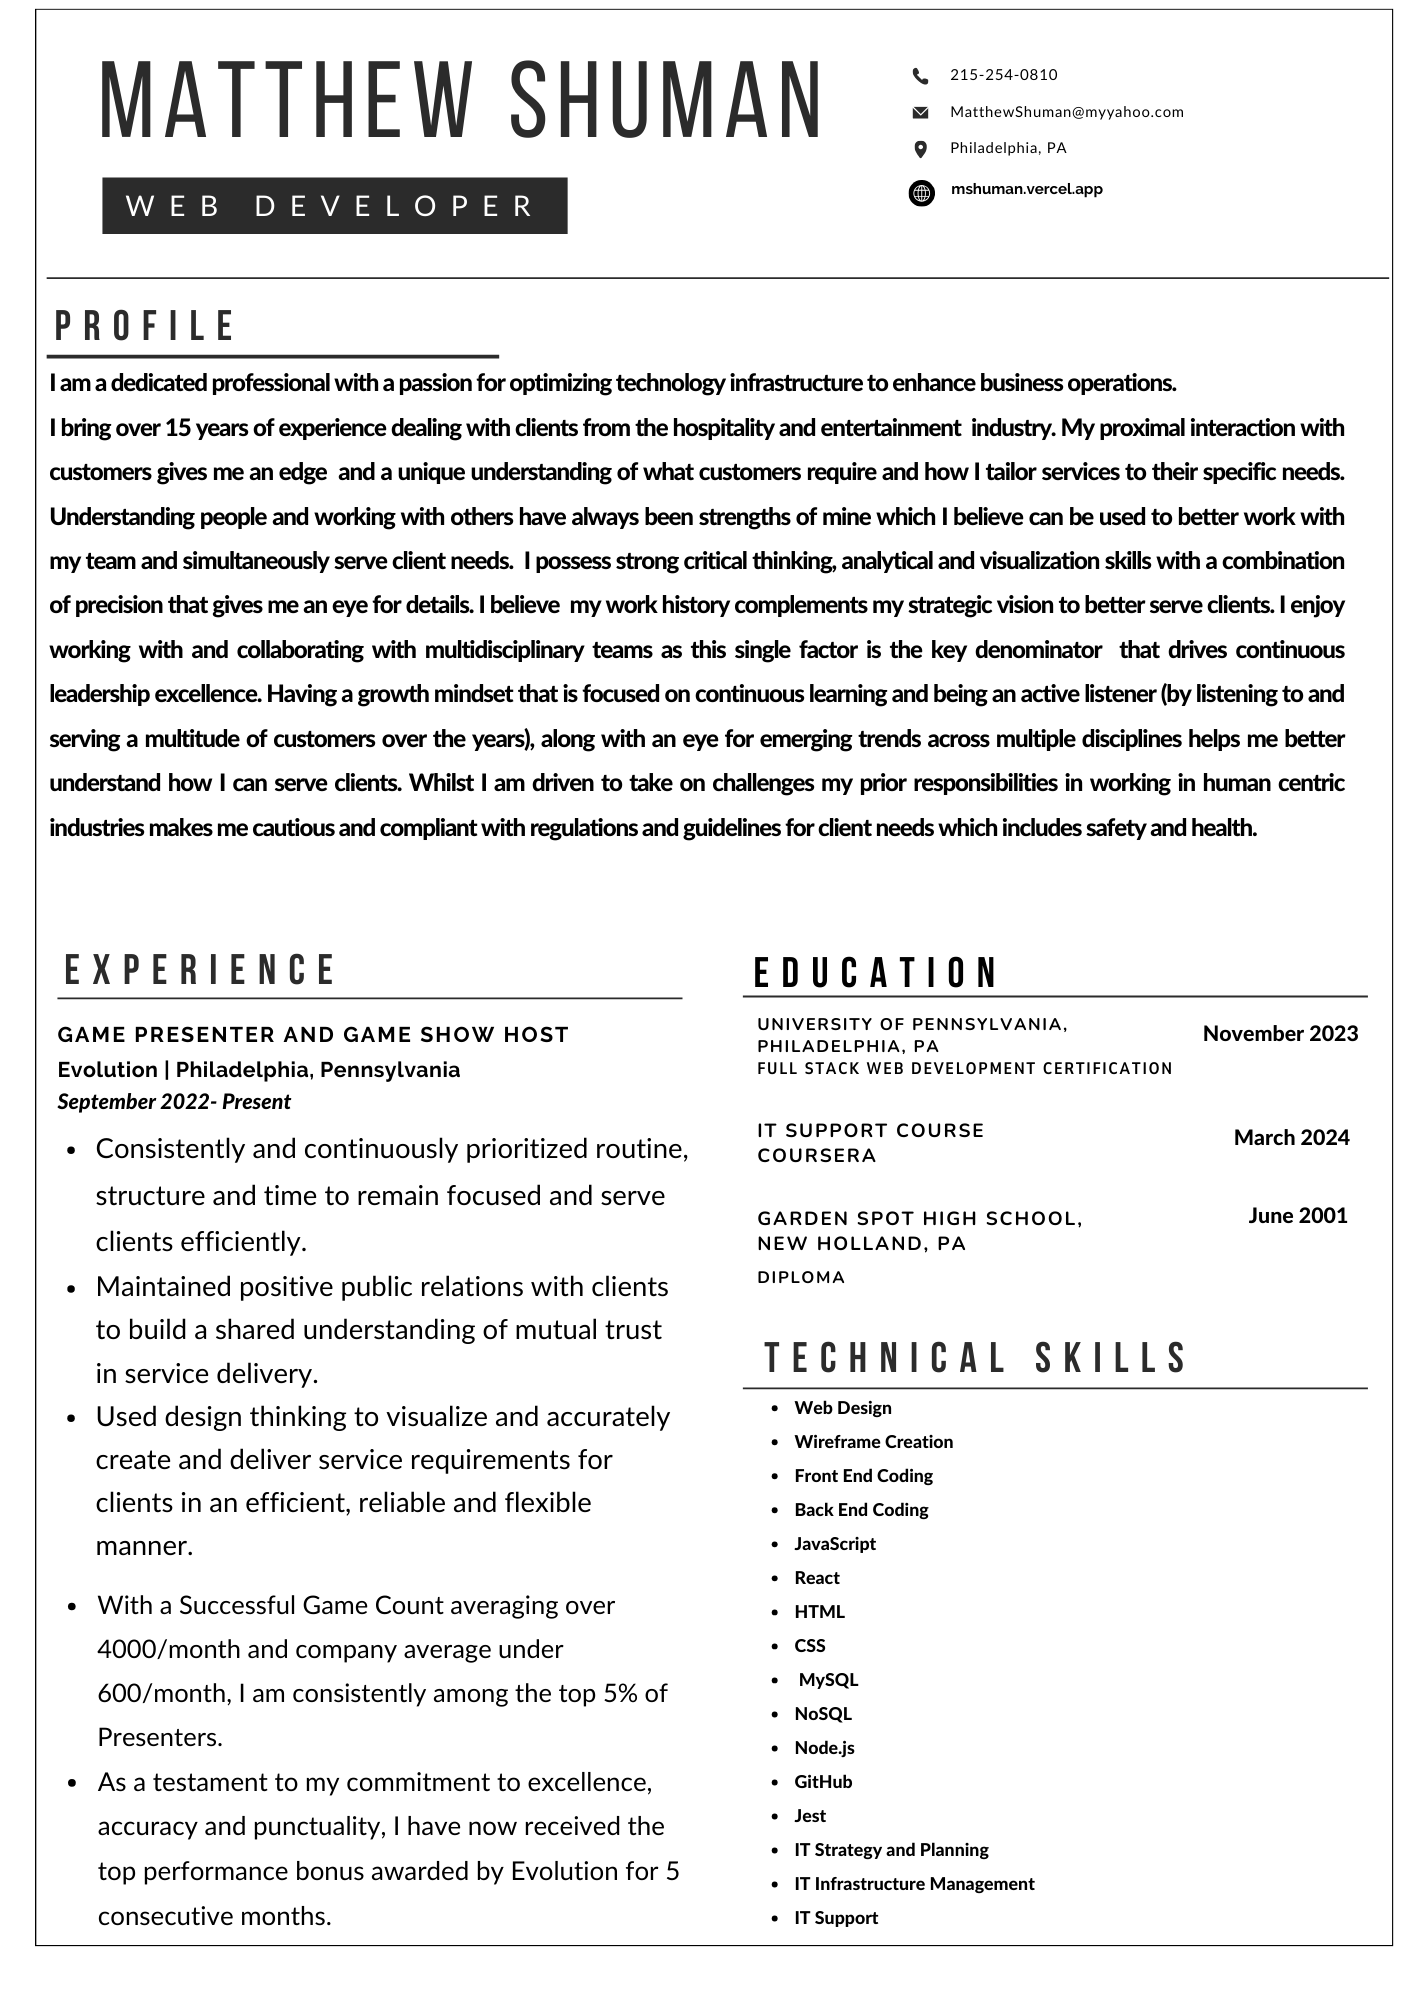 MATTHEW SHUMAN
WEB DEVELOPER
215-254-0810
MatthewShuman@myyahoo.com
Philadelphia, PA
mshuman.vercel.app
PROFILE
I am a dedicated professional with a passion for optimizing technology infrastructure to enhance business operations.
I bring over 15 years of experience dealing with clients from the hospitality and entertainment industry. My proximal interaction with
customers gives me an edge and a unique understanding of what customers require and how I tailor services to their specific needs.
Understanding people and working with others have always been strengths of mine which I believe can be used to better work with
my team and simultaneously serve client needs. I possess strong critical thinking, analytical and visualization skills with a combination
of precision that gives me an eye for details. I believe my work history complements my strategic vision to better serve clients. I enjoy
working with and collaborating with multidisciplinary teams as this single factor is the key denominator that drives continuous
leadership excellence. Having a growth mindset that is focused on continuous learning and being an active listener (by listening to and
serving a multitude of customers over the years), along with an eye for emerging trends across multiple disciplines helps me better
understand how I can serve clients. Whilst I am driven to take on challenges my prior responsibilities in working in human centric
industries makes me cautious and compliant with regulations and guidelines for client needs which includes safety and health.
EXPERIENCE
GAME PRESENTER AND GAME SHOW HOST
Evolution | Philadelphia, Pennsylvania
September 2022- Present
• Consistently and continuously prioritized routine,
structure and time to remain focused and serve
clients efficiently.
• Maintained positive public relations with clients
to build a shared understanding of mutual trust
in service delivery.
• Used design thinking to visualize and accurately
create and deliver service requirements for
clients in an efficient, reliable and flexible
manner.
• With a Successful Game Count averaging over
4000/month and company average under
600/month, I am consistently among the top 5% of
Presenters.
• As a testament to my commitment to excellence,
accuracy and punctuality, I have now received the
top performance bonus awarded by Evolution for 5
consecutive months.
EDUCATION
UNIVERSITY OF PENNSYLVANIA,
PHILADELPHIA, PA
FULL STACK WEB DEVELOPMENT CERTIFICATION
November 2023
IT SUPPORT COURSE
COURSERA
March 2024
GARDEN SPOT HIGH SCHOOL,
NEW HOLLAND, PA
DIPLOMA
June 2001
TECHNICAL SKILLS
• Web Design
• Wireframe Creation
• Front End Coding
• Back End Coding
• JavaScript
• React
• HTML
• CSS
• MySQL
• NoSQL
• Node.js
• GitHub
• Jest
• IT Strategy and Planning
• IT Infrastructure Management
• IT Support